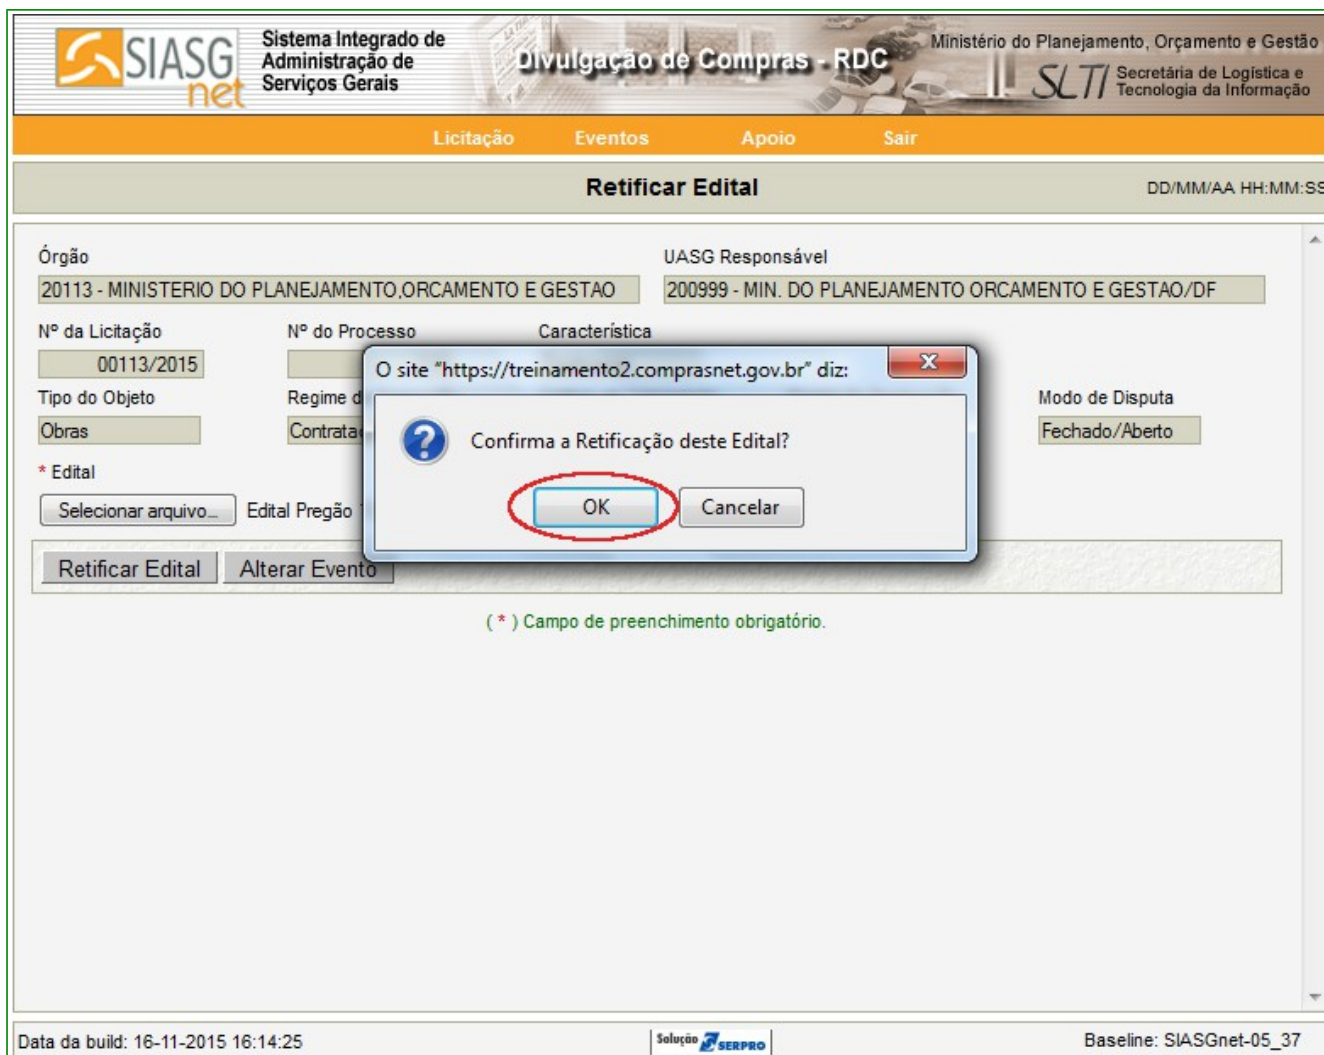 SIASG
net
Sistema Integrado de
Administração de
Serviços Gerais
Divulgação de Compras - RDC
Ministério do Planejamento, Orçamento e Gestão
SLTI
Secretária de Logística e
Tecnologia da Informação
Licitação Eventos Apoio Sair
Retificar Edital
DD/MM/AA HH:MM:SS
Órgão UASG Responsável
20113 - MINISTERIO DO PLANEJAMENTO,ORCAMENTO E GESTAO 200999 - MIN. DO PLANEJAMENTO ORCAMENTO E GESTAO/DF
Nº da Licitação Nº do Processo Característica
00113/2015
O site "https://treinamento2.comprasnet.gov.br" diz:
Tipo do Objeto Regime d Modo de Disputa
Obras Contrata Fechado/Aberto
Confirma a Retificação deste Edital?
OK Cancelar
* Edital
Selecionar arquivo... Edital Pregão
Retificar Edital Alterar Evento
( * ) Campo de preenchimento obrigatório.
Data da build: 16-11-2015 16:14:25
Solução SERPRO
Baseline: SIASGnet-05_37